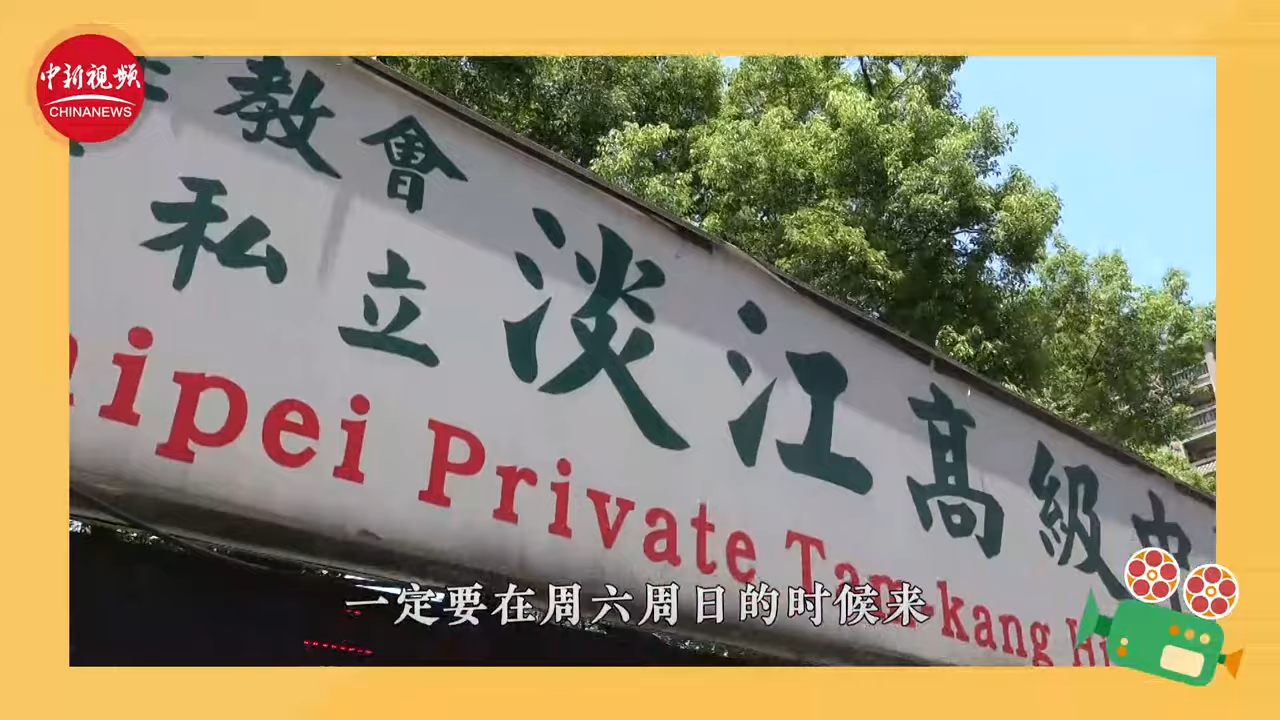 中新视频
CHINANEWS
教會
私立淡江高級中
ipei Private Tam-kang Hi
一定要在周六周日的时候来